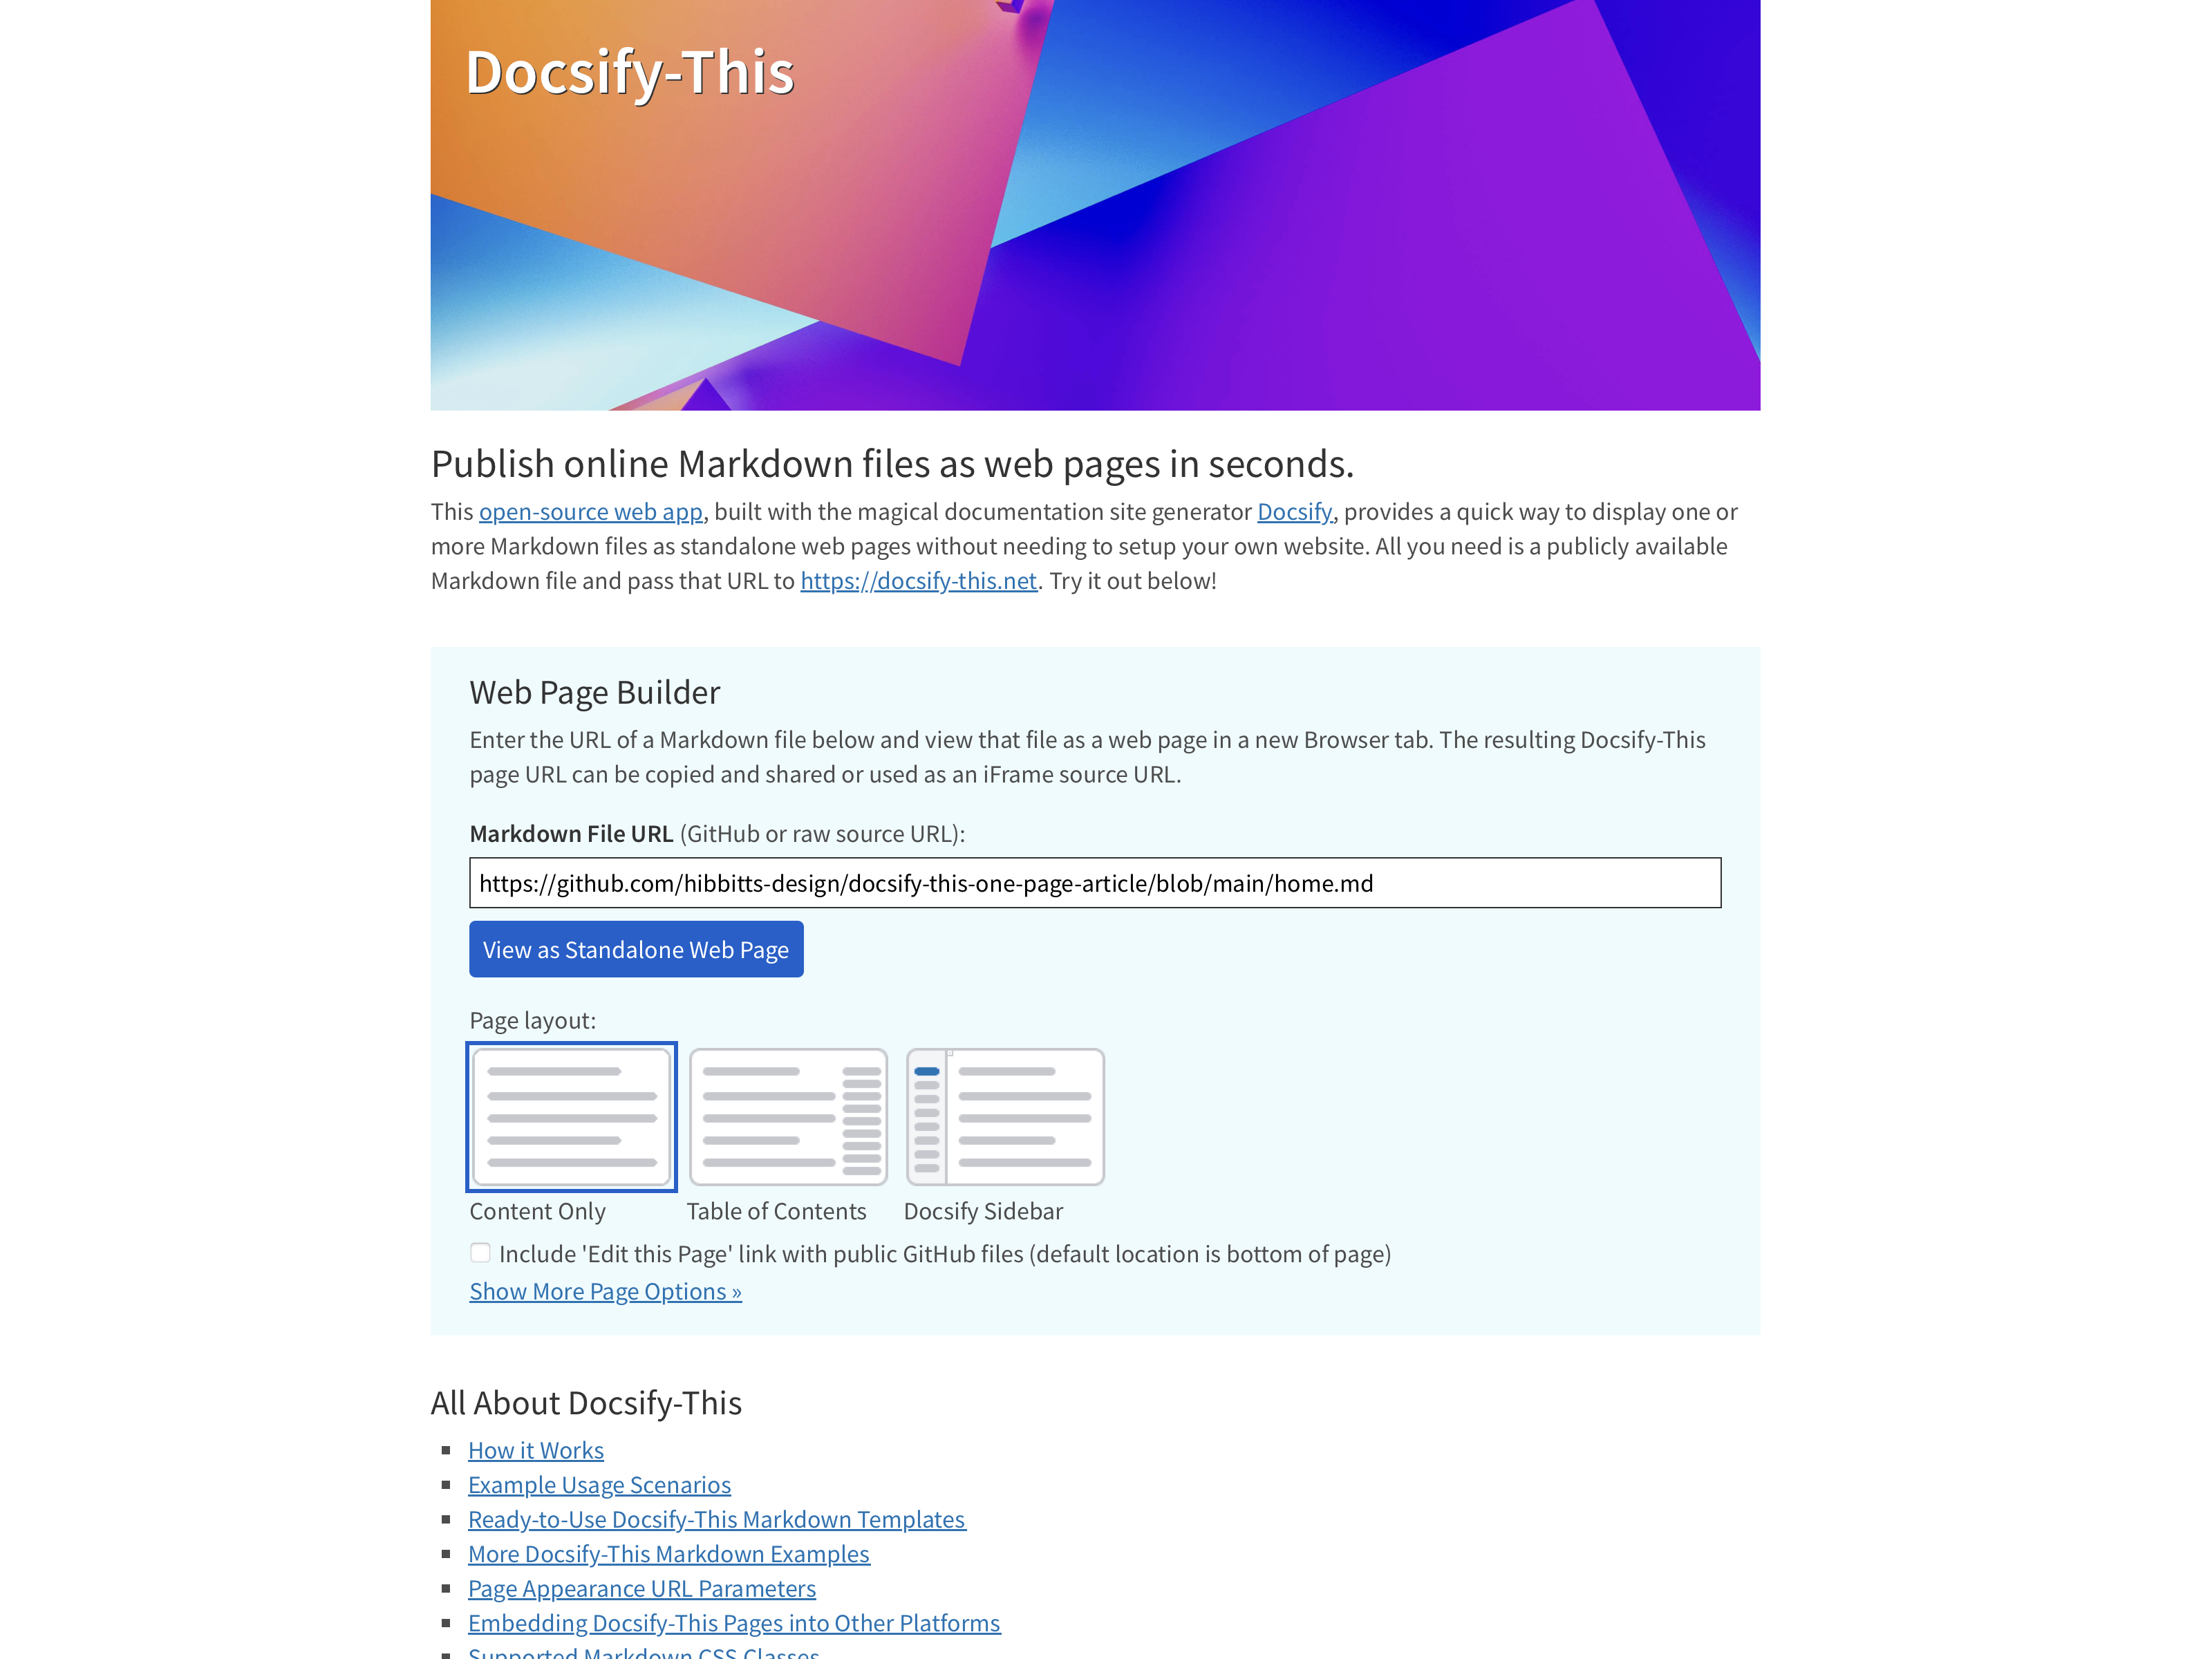 Docsify-This
Publish online Markdown files as web pages in seconds.
This open-source web app, built with the magical documentation site generator Docsify, provides a quick way to display one or
more Markdown files as standalone web pages without needing to setup your own website. All you need is a publicly available
Markdown file and pass that URL to https://docsify-this.net. Try it out below!
Web Page Builder
Enter the URL of a Markdown file below and view that file as a web page in a new Browser tab. The resulting Docsify-This
page URL can be copied and shared or used as an iFrame source URL.
Markdown File URL (GitHub or raw source URL):
https://github.com/hibbitts-design/docsify-this-one-page-article/blob/main/home.md
View as Standalone Web Page
Page layout:
Content Only
Table of Contents
Docsify Sidebar
Include 'Edit this Page' link with public GitHub files (default location is bottom of page)
Show More Page Options »
All About Docsify-This
How it Works
Example Usage Scenarios
Ready-to-Use Docsify-This Markdown Templates
More Docsify-This Markdown Examples
Page Appearance URL Parameters
Embedding Docsify-This Pages into Other Platforms
Supported Markdown CSS Classes